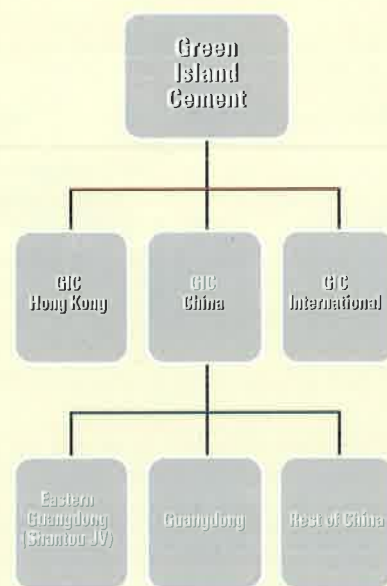 Green
Island
Cement
GIC
Hong Kong
GIC
China
GIC
International
Eastern
Guangdong
(Shantou JV)
Guangdong
Rest of China